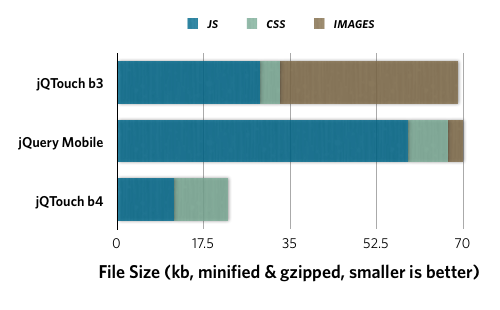 JS CSS IMAGES
jQTouch b3
jQuery Mobile
jQTouch b4
0 17.5 35 52.5 70
File Size (kb, minified & gzipped, smaller is better)